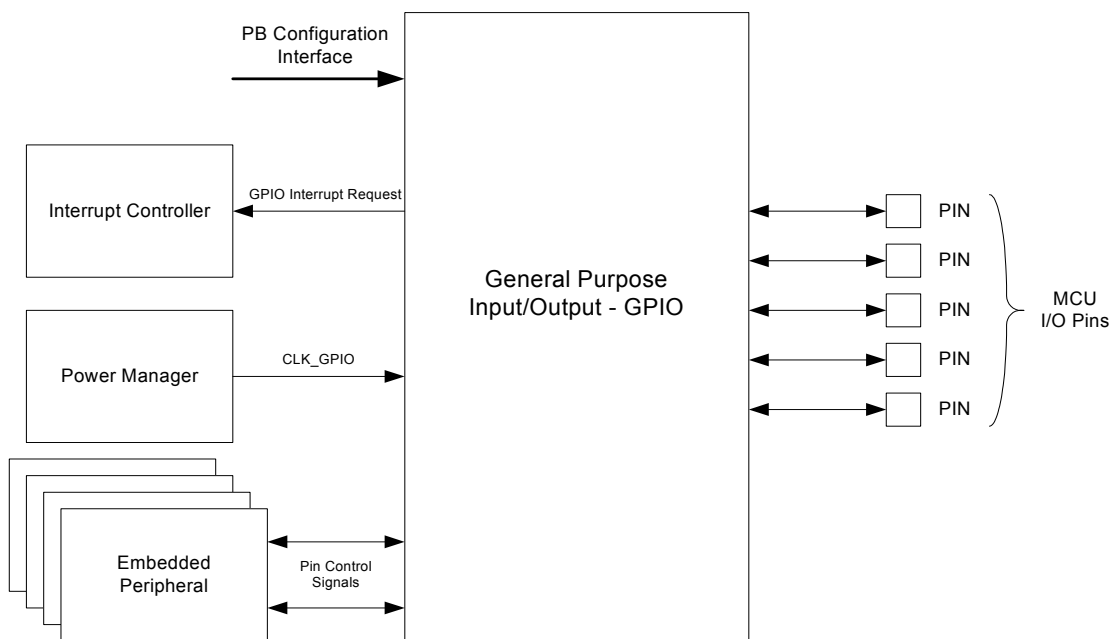 PB Configuration
Interface
Interrupt Controller
GPIO Interrupt Request
General Purpose
Input/Output - GPIO
PIN
PIN
PIN
PIN
PIN
MCU
I/O Pins
Power Manager
CLK_GPIO
Embedded
Peripheral
Pin Control
Signals